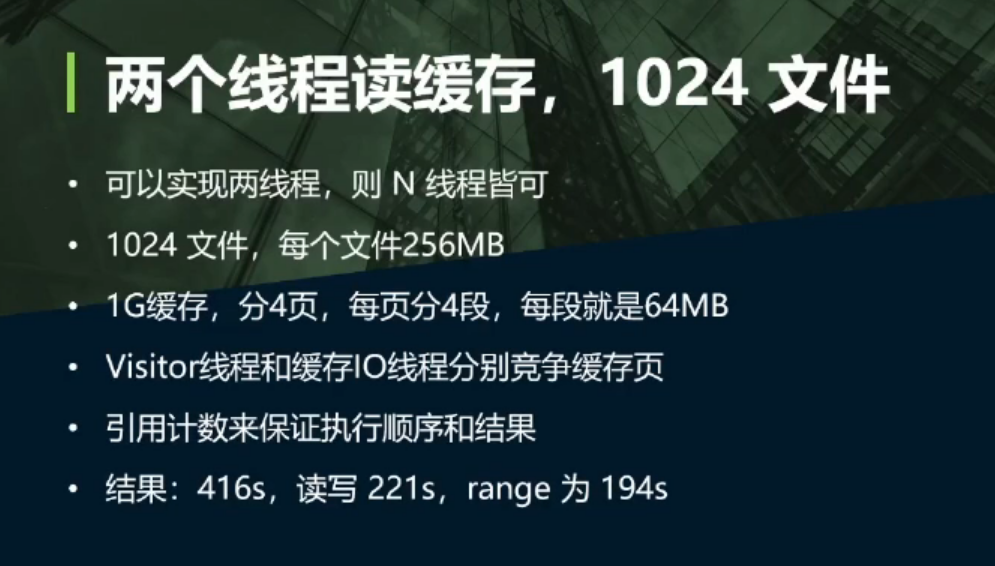 两个线程读缓存，1024 文件
• 可以实现两线程，则 N 线程皆可
• 1024 文件，每个文件256MB
• 1G缓存，分4页，每页分4段，每段就是64MB
• Visitor线程和缓存IO线程分别竞争缓存页
• 引用计数来保证执行顺序和结果
• 结果：416s，读写 221s，range 为 194s